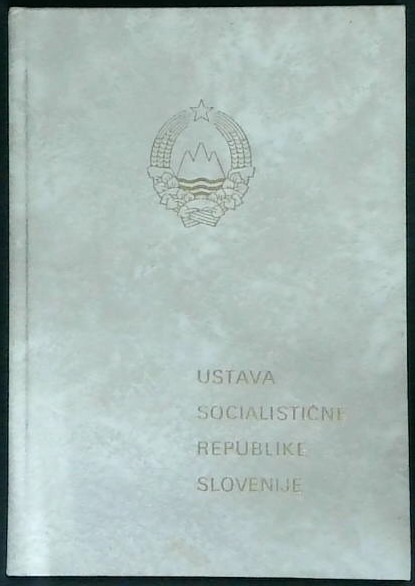 USTAVA
SOCIALISTIČNE
REPUBLIKE
SLOVENIJE